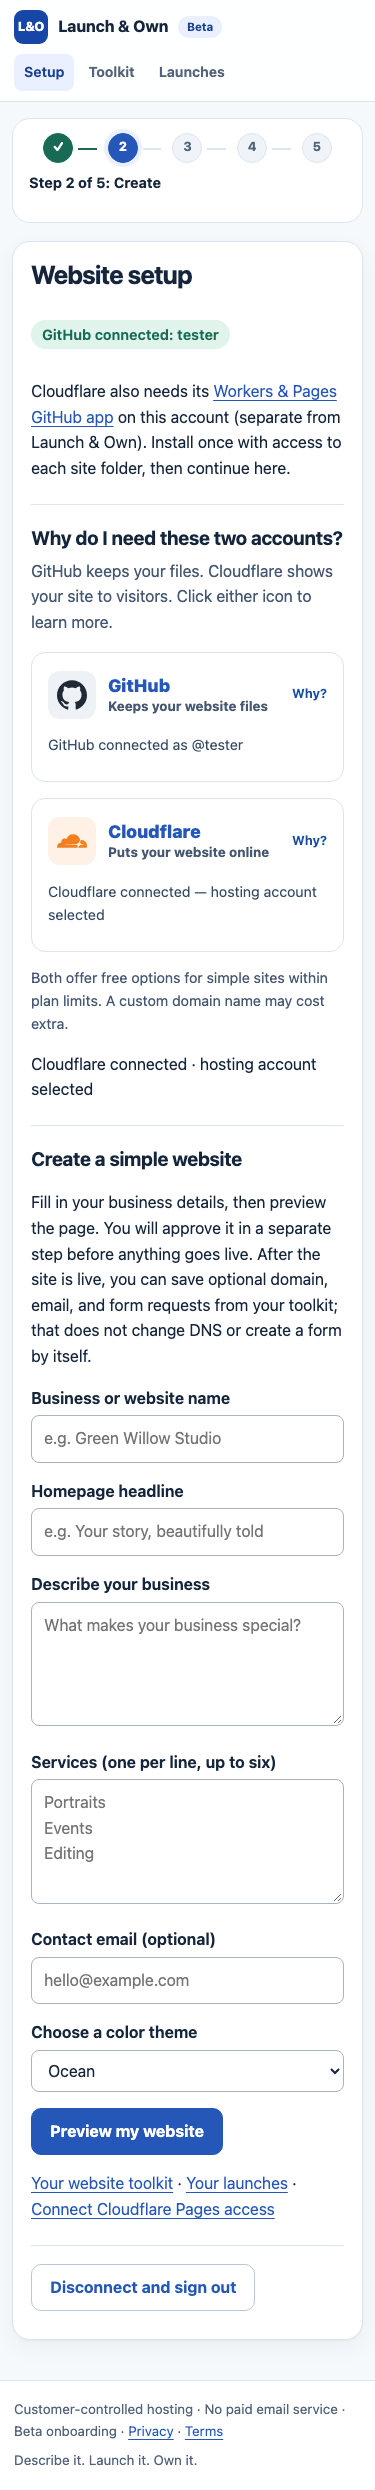 L&O Launch & Own Beta
Setup Toolkit Launches
2 3 4 5
Step 2 of 5: Create
Website setup
GitHub connected: tester
Cloudflare also needs its Workers & Pages
GitHub app on this account (separate from
Launch & Own). Install once with access to
each site folder, then continue here.
Why do I need these two accounts?
GitHub keeps your files. Cloudflare shows
your site to visitors. Click either icon to
learn more.
GitHub
Keeps your website files
Why?
GitHub connected as @tester
Cloudflare
Puts your website online
Why?
Cloudflare connected — hosting account
selected
Both offer free options for simple sites within
plan limits. A custom domain name may cost
extra.
Cloudflare connected · hosting account
selected
Create a simple website
Fill in your business details, then preview
the page. You will approve it in a separate
step before anything goes live. After the
site is live, you can save optional domain,
email, and form requests from your toolkit;
that does not change DNS or create a form
by itself.
Business or website name
e.g. Green Willow Studio
Homepage headline
e.g. Your story, beautifully told
Describe your business
What makes your business special?
Services (one per line, up to six)
Portraits
Events
Editing
Contact email (optional)
hello@example.com
Choose a color theme
Ocean
Preview my website
Your website toolkit · Your launches ·
Connect Cloudflare Pages access
Disconnect and sign out
Customer-controlled hosting · No paid email service ·
Beta onboarding · Privacy · Terms
Describe it. Launch it. Own it.